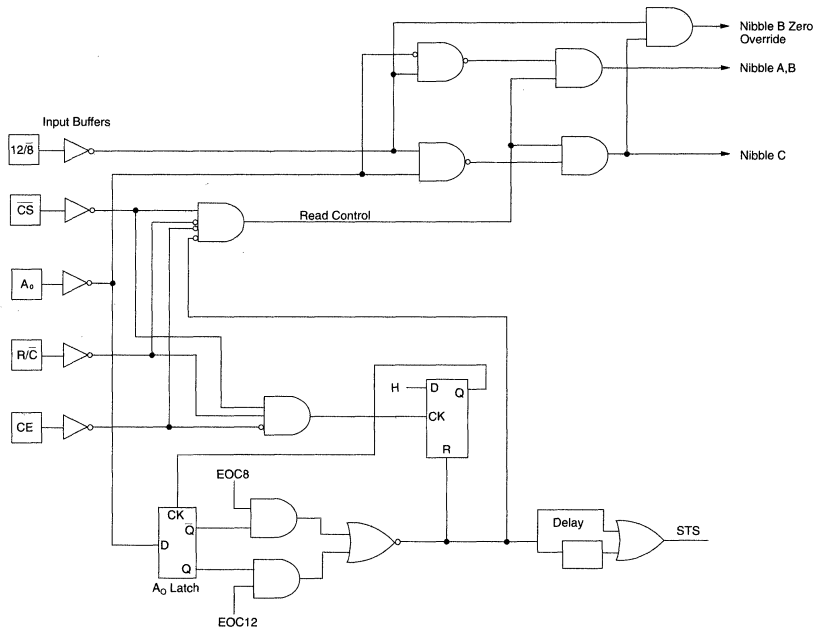 Nibble B Zero
Override
Nibble A,B
Input Buffers
12/8̅
Nibble C
C̅S̅
Read Control
A₀
R/C̅
H
D
Q
CK
CE
R
EOC8
CK
Q̅
D
Q
Delay
STS
A₀ Latch
EOC12